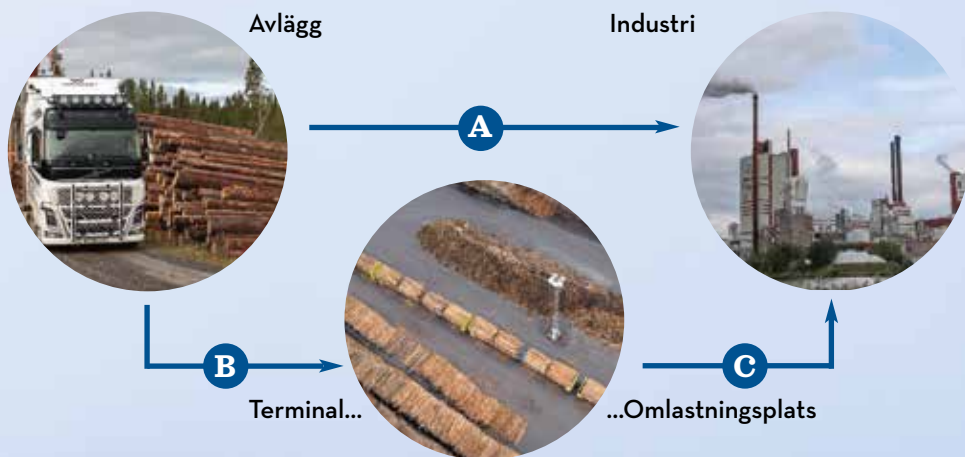 Avlägg
Industri
A
B
C
Terminal...
...Omlastningsplats